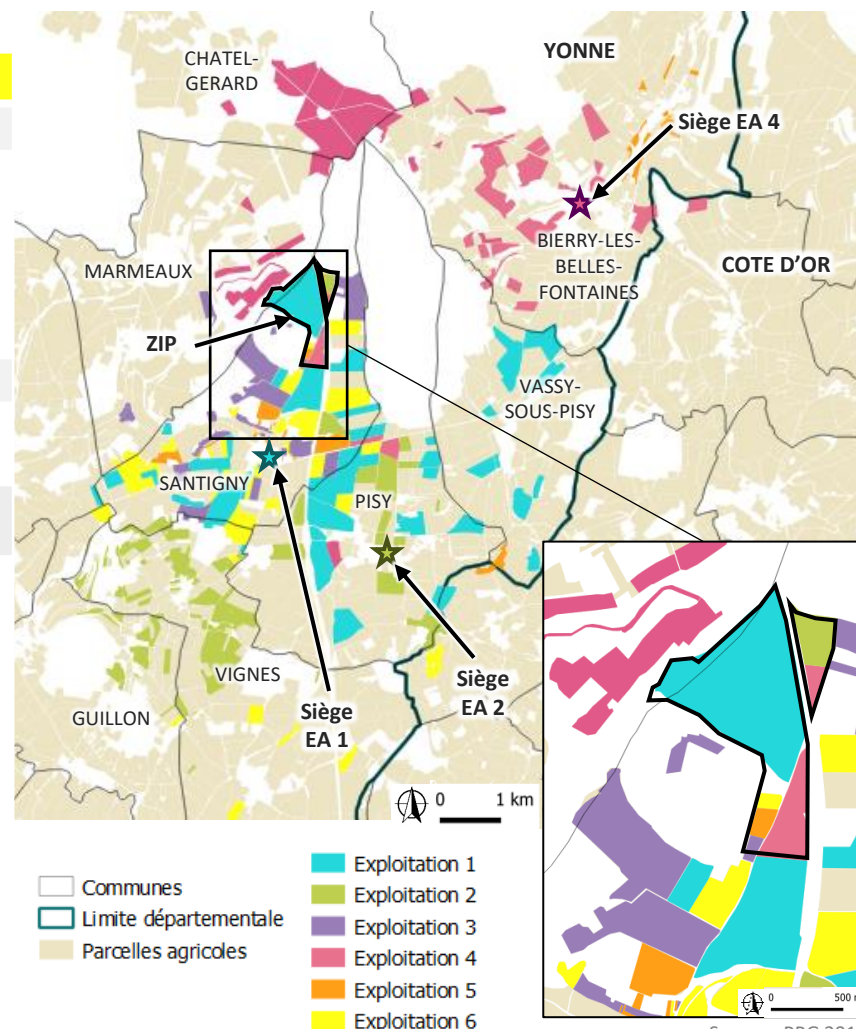 CHATEL-
GERARD
YONNE
Siège EA 4
BIERRY-LES-
BELLES-
FONTAINES
COTE D'OR
MARMEAUX
ZIP
VASSY-
SOUS-PISY
SANTIGNY
PISY
VIGNES
GUILLON
Siège
EA 1
Siège
EA 2
0 1 km
Communes
Limite départementale
Parcelles agricoles
Exploitation 1
Exploitation 2
Exploitation 3
Exploitation 4
Exploitation 5
Exploitation 6
0 500 m